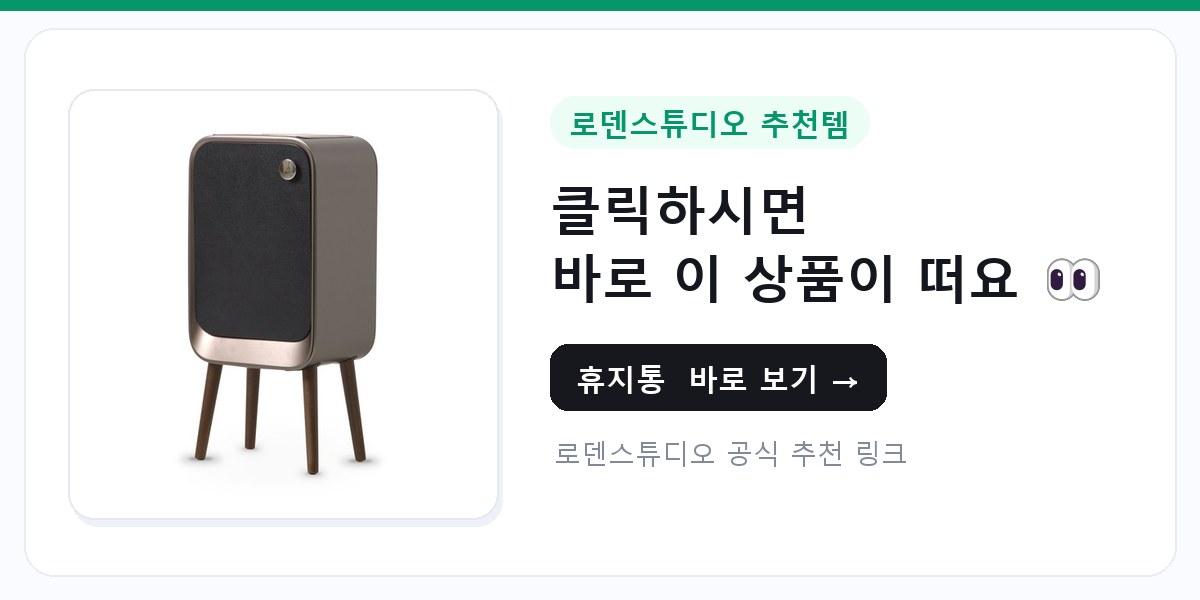 로덴스튜디오 추천템
클릭하시면
바로 이 상품이 떠요 👀
휴지통 바로 보기 →
로덴스튜디오 공식 추천 링크